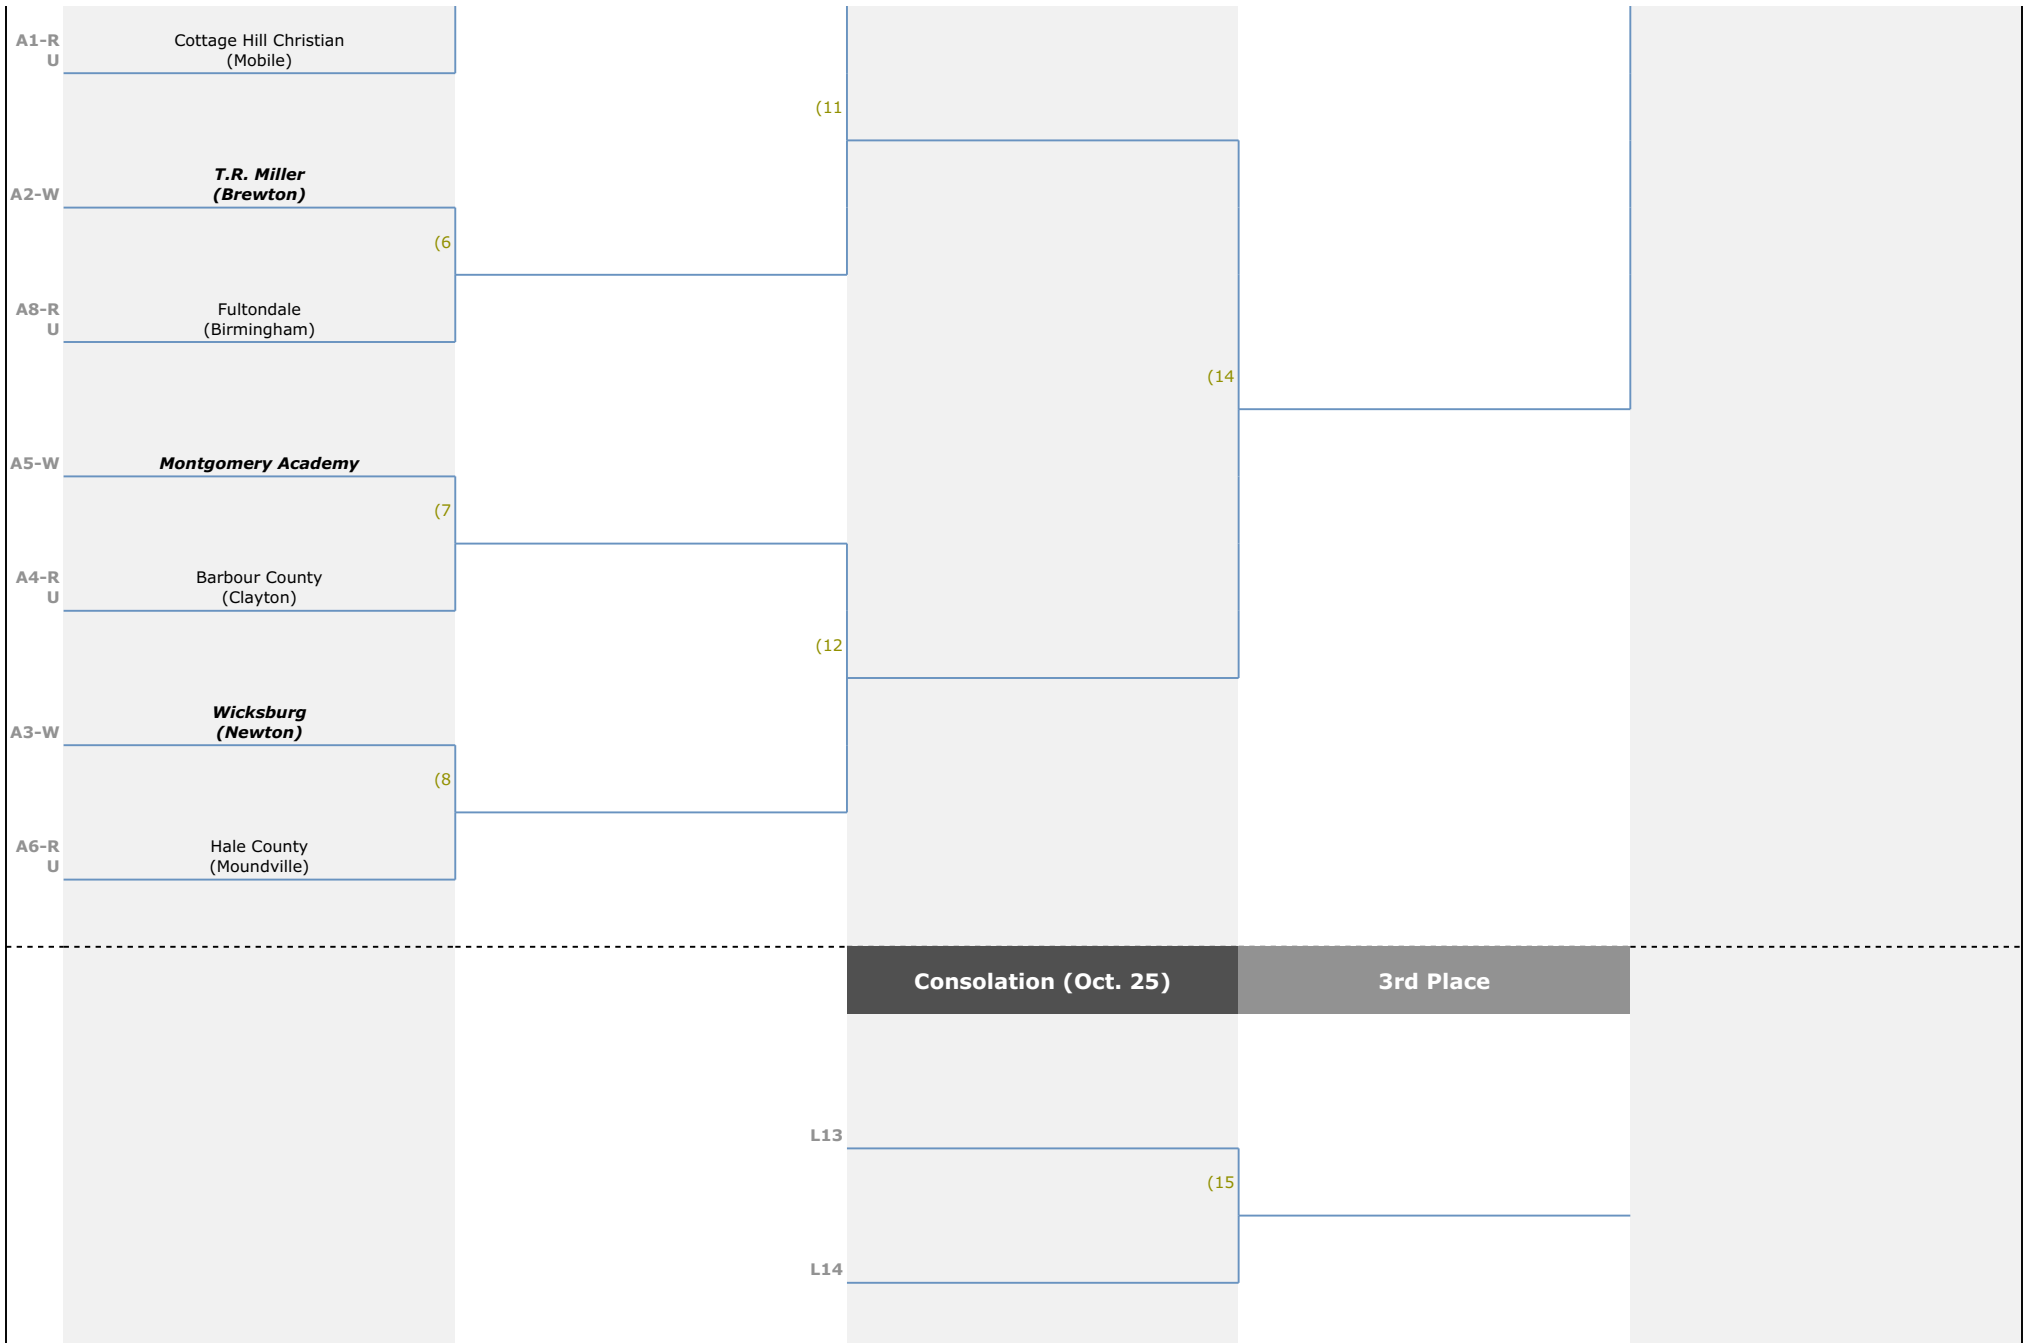 A1-R
U
Cottage Hill Christian
(Mobile)
(11
A2-W
T.R. Miller
(Brewton)
(6
A8-R
U
Fultondale
(Birmingham)
(14
A5-W
Montgomery Academy
(7
A4-R
U
Barbour County
(Clayton)
(12
A3-W
Wicksburg
(Newton)
(8
A6-R
U
Hale County
(Moundville)
Consolation (Oct. 25)
3rd Place
L13
(15
L14